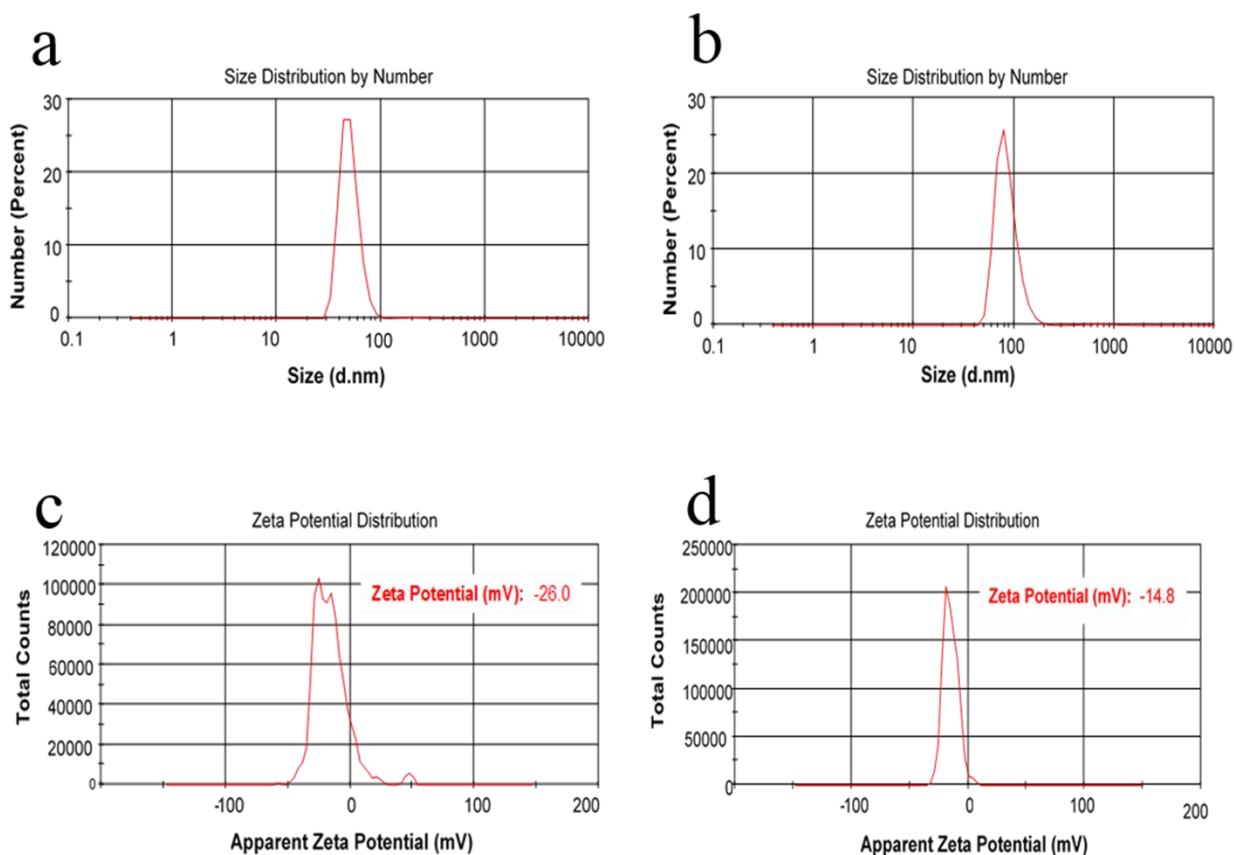 a
Size Distribution by Number
30
20
10
0
Number (Percent)
0.1 1 10 100 1000 10000
Size (d.nm)
b
Size Distribution by Number
30
20
10
0
Number (Percent)
0.1 1 10 100 1000 10000
Size (d.nm)
c
Zeta Potential Distribution
120000
100000
80000
60000
40000
20000
0
Total Counts
Zeta Potential (mV): -26.0
-100 0 100 200
Apparent Zeta Potential (mV)
d
Zeta Potential Distribution
250000
200000
150000
100000
50000
0
Total Counts
Zeta Potential (mV): -14.8
-100 0 100 200
Apparent Zeta Potential (mV)